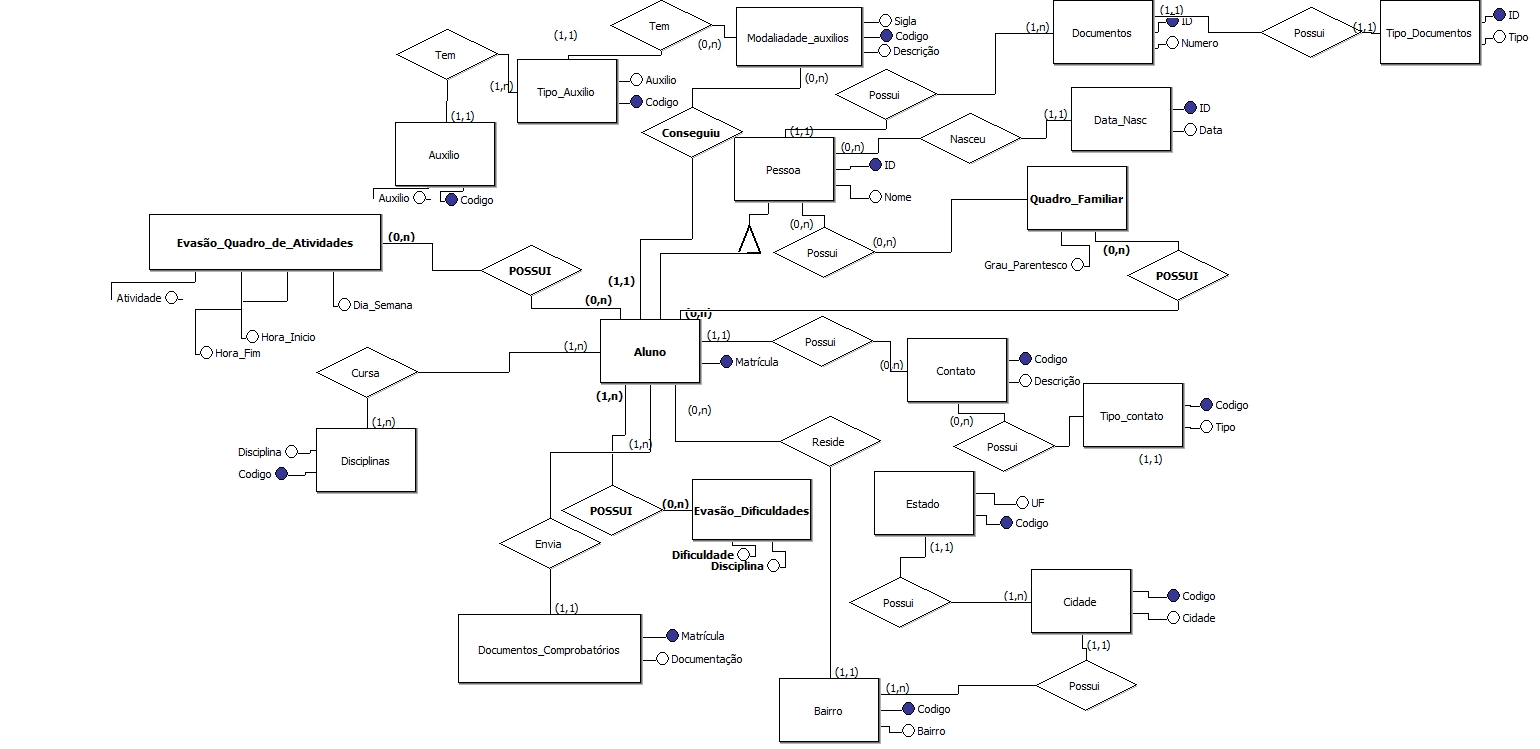 (1,1)
ID
Tem
Sigla
(1,n)
ID
Documentos
Possui
(1,1)
Tipo_Documentos
Tipo
(1,1)
Modaliadade_auxilios
Codigo
(0,n)
Numero
Descrição
Tem
(0,n)
Auxilio
(1,n)
Tipo_Auxilio
Possui
Codigo
ID
(1,1)
(1,1)
Data_Nasc
Conseguiu
(1,1)
Data
Nasceu
(0,n)
Auxilio
ID
Pessoa
Auxilio
Codigo
Nome
Quadro_Familiar
(0,n)
(0,n)
Evasão_Quadro_de_Atividades
(0,n)
Possui
(0,n)
Grau_Parentesco
POSSUI
POSSUI
(1,1)
Atividade
(0,n)
Dia_Semana
(0,n)
Hora_Inicio
(1,1)
Possui
Hora_Fim
(1,n)
Aluno
Matrícula
Codigo
(0,n)
Contato
Cursa
Descrição
(1,n)
Codigo
(0,n)
Tipo_contato
(1,n)
(0,n)
Tipo
(1,n)
Reside
Possui
Disciplina
Disciplinas
(1,1)
Codigo
(0,n)
Estado
UF
POSSUI
Evasão_Dificuldades
Codigo
Envia
(1,1)
Dificuldade
Disciplina
Codigo
(1,n)
Possui
Cidade
(1,1)
Cidade
Matrícula
(1,1)
Documentos_Comprobatórios
Documentação
(1,1)
(1,n)
Possui
Codigo
Bairro
Bairro